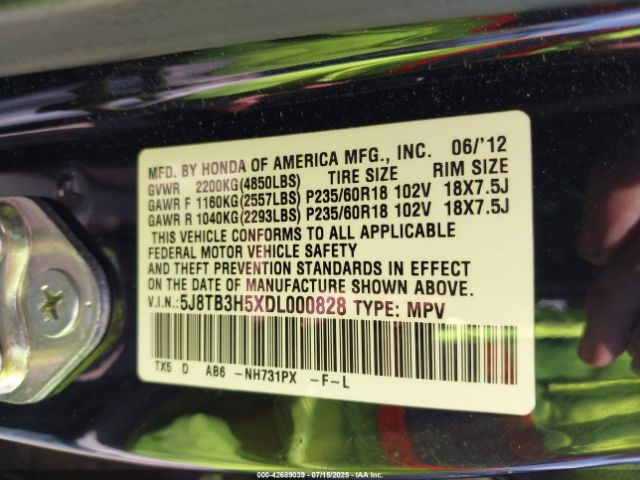 MFD. BY HONDA OF AMERICA MFG., INC. 06/'12
GVWR 2200KG(4850LBS) TIRE SIZE RIM SIZE
GAWR F 1160KG(2557LBS) P235/60R18 102V 18X7.5J
GAWR R 1040KG(2293LBS) P235/60R18 102V 18X7.5J
THIS VEHICLE CONFORMS TO ALL APPLICABLE
FEDERAL MOTOR VEHICLE SAFETY
AND THEFT PREVENTION STANDARDS IN EFFECT
ON THE DATE OF MANUFACTURE SHOWN ABOVE.
V.I.N.: 5J8TB3H5XDL000828 TYPE: MPV
TX5 D AB6 -NH731PX -F-L
000-42689039 - 07/15/2025 - IAA Inc.